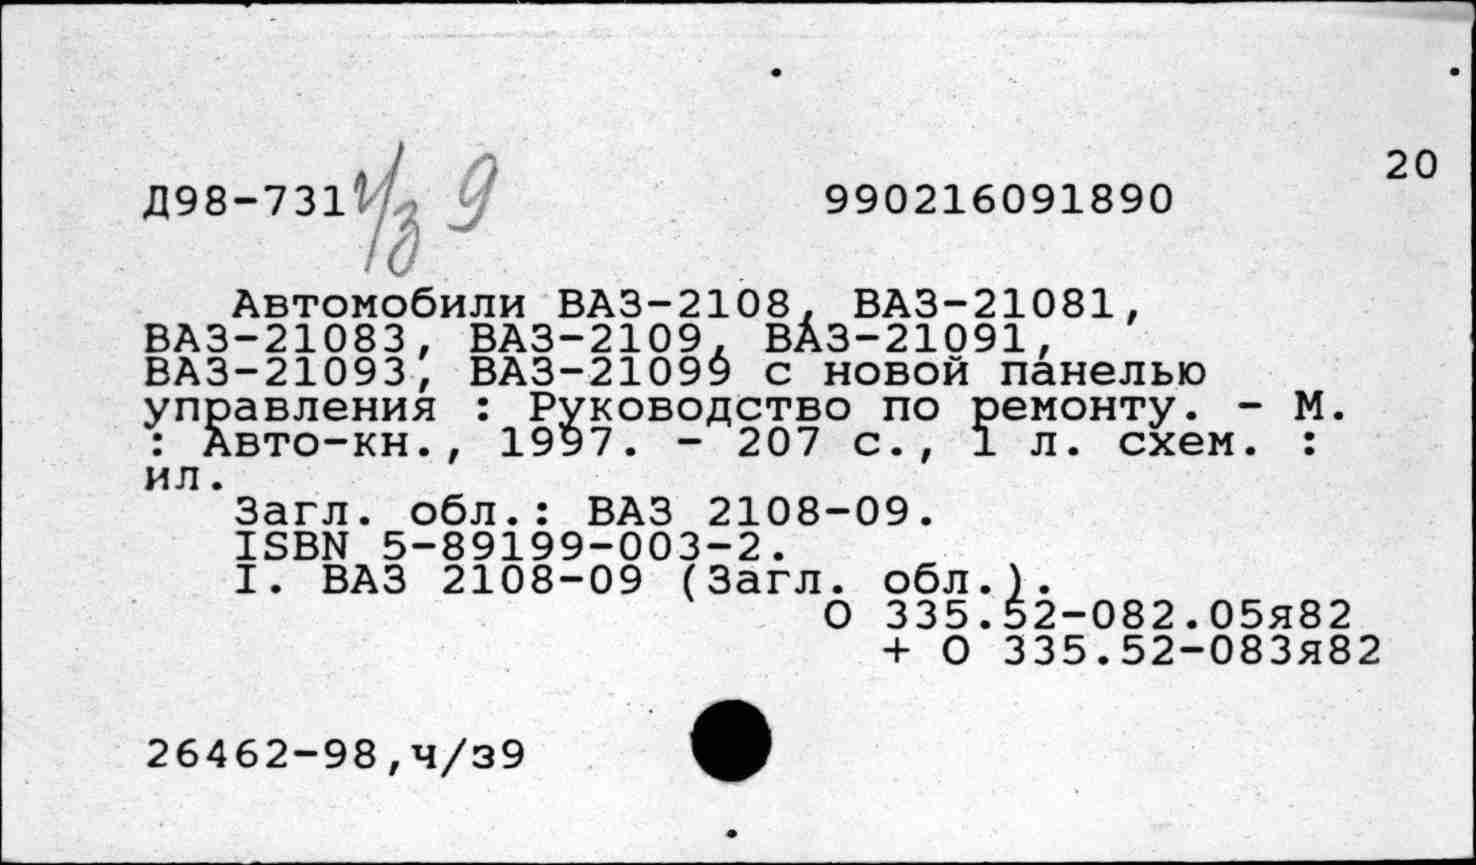 20
Д98-731 ч/з 9 990216091890
Автомобили ВАЗ-2108, ВАЗ-21081,
ВАЗ-21083, ВАЗ-2109, ВАЗ-21091,
ВАЗ-21093, ВАЗ-21099 с новой панелью
управления : Руководство по ремонту. - М.
: Авто-кн., 1997. - 207 с., 1 л. схем. :
ил.
Загл. обл.: ВАЗ 2108-09.
ISBN 5-89199-003-2.
I. ВАЗ 2108-09 (Загл. обл.).
О 335.52-082.05я82
+ О 335.52-083я82
26462-98,ч/з9